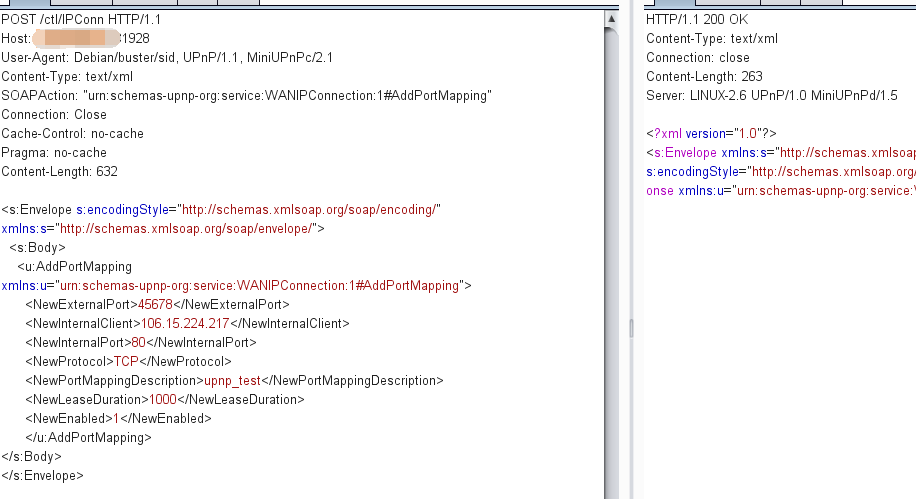 POST /ctl/IPConn HTTP/1.1
Host: 1928
User-Agent: Debian/buster/sid, UPnP/1.1, MiniUPnPc/2.1
Content-Type: text/xml
SOAPAction: "urn:schemas-upnp-org:service:WANIPConnection:1#AddPortMapping"
Connection: Close
Cache-Control: no-cache
Pragma: no-cache
Content-Length: 632
<s:Envelope s:encodingStyle="http://schemas.xmlsoap.org/soap/encoding/"
xmlns:s="http://schemas.xmlsoap.org/soap/envelope/">
<s:Body>
<u:AddPortMapping
xmlns:u="urn:schemas-upnp-org:service:WANIPConnection:1#AddPortMapping">
<NewExternalPort>45678</NewExternalPort>
<NewInternalClient>106.15.224.217</NewInternalClient>
<NewInternalPort>80</NewInternalPort>
<NewProtocol>TCP</NewProtocol>
<NewPortMappingDescription>upnp_test</NewPortMappingDescription>
<NewLeaseDuration>1000</NewLeaseDuration>
<NewEnabled>1</NewEnabled>
</u:AddPortMapping>
</s:Body>
</s:Envelope>
HTTP/1.1 200 OK
Content-Type: text/xml
Connection: close
Content-Length: 263
Server: LINUX-2.6 UPnP/1.0 MiniUPnPd/1.5
<?xml version="1.0"?>
<s:Envelope xmlns:s="http://schemas.xmlsoap
s:encodingStyle="http://schemas.xmlsoap.org/
onse xmlns:u="urn:schemas-upnp-org:service: